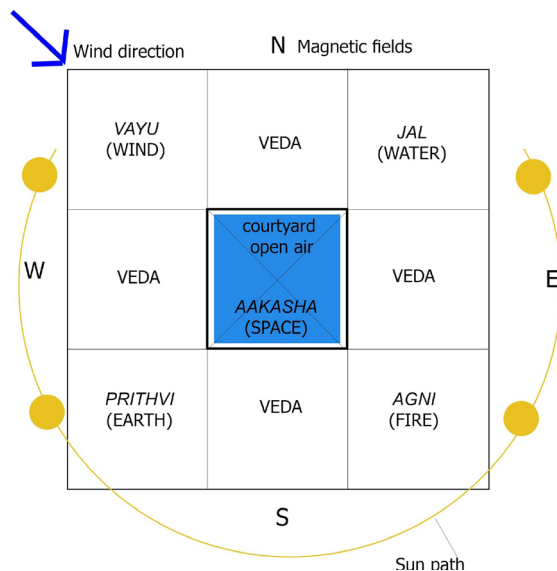 Wind direction
N Magnetic fields
VAYU
(WIND)
VEDA
JAL
(WATER)
W
VEDA
courtyard
open air
AAKASHA
(SPACE)
VEDA
E
PRITHVI
(EARTH)
VEDA
AGNI
(FIRE)
S
Sun path